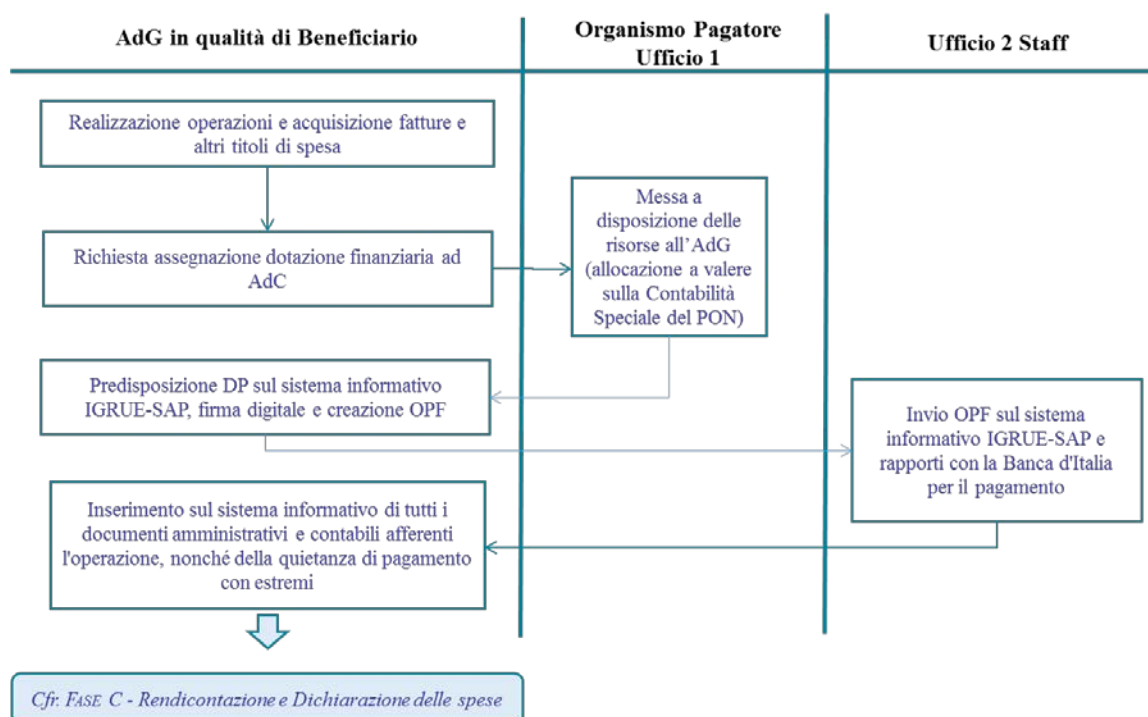 AdG in qualità di Beneficiario
Organismo Pagatore
Ufficio 1
Ufficio 2 Staff
Realizzazione operazioni e acquisizione fatture e
altri titoli di spesa
Richiesta assegnazione dotazione finanziaria ad
AdC
Messa a
disposizione delle
risorse all'AdG
(allocazione a valere
sulla Contabilità
Speciale del PON)
Predisposizione DP sul sistema informativo
IGRUE-SAP, firma digitale e creazione OPF
Invio OPF sul sistema
informativo IGRUE-SAP e
rapporti con la Banca d'Italia
per il pagamento
Inserimento sul sistema informativo di tutti i
documenti amministrativi e contabili afferenti
l'operazione, nonché della quietanza di pagamento
con estremi
Cfr. FASE C - Rendicontazione e Dichiarazione delle spese